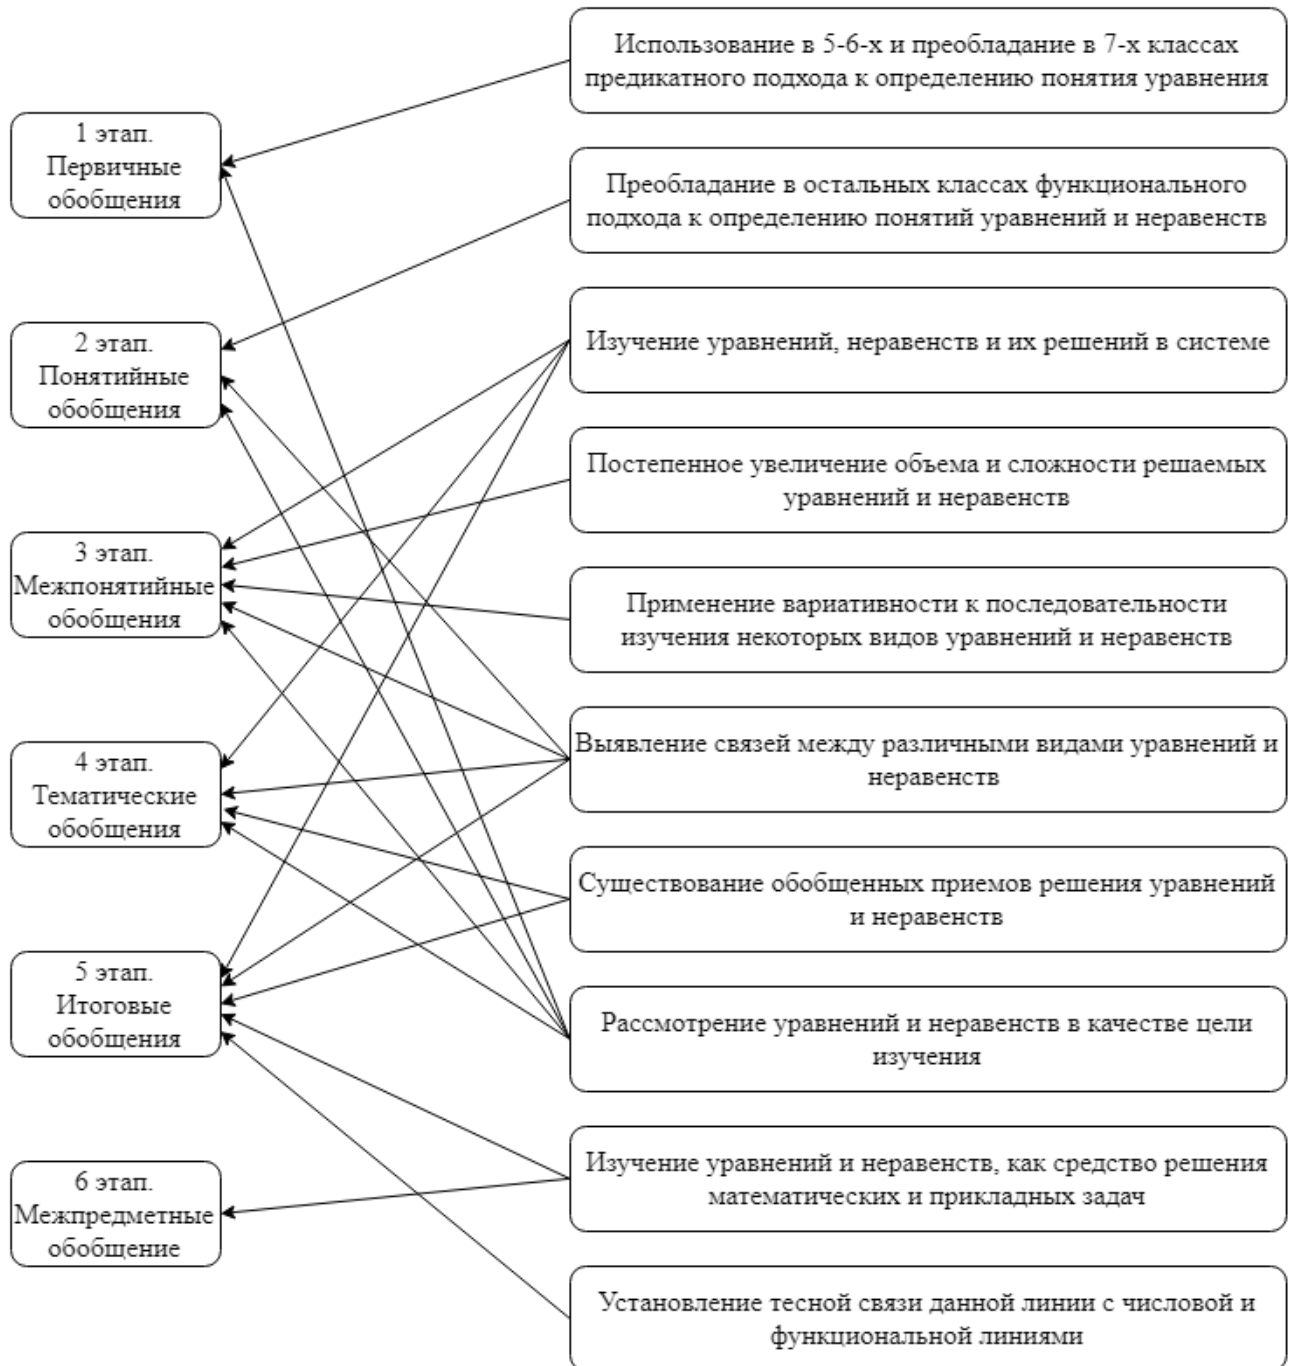 1 этап.
Первичные
обобщения
2 этап.
Понятийные
обобщения
3 этап.
Межпонятийные
обобщения
4 этап.
Тематические
обобщения
5 этап.
Итоговые
обобщения
6 этап.
Межпредметные
обобщение
Использование в 5-6-х и преобладание в 7-х классах
предикатного подхода к определению понятия уравнения
Преобладание в остальных классах функционального
подхода к определению понятий уравнений и неравенств
Изучение уравнений, неравенств и их решений в системе
Постепенное увеличение объема и сложности решаемых
уравнений и неравенств
Применение вариативности к последовательности
изучения некоторых видов уравнений и неравенств
Выявление связей между различными видами уравнений и
неравенств
Существование обобщенных приемов решения уравнений
и неравенств
Рассмотрение уравнений и неравенств в качестве цели
изучения
Изучение уравнений и неравенств, как средство решения
математических и прикладных задач
Установление тесной связи данной линии с числовой и
функциональной линиями